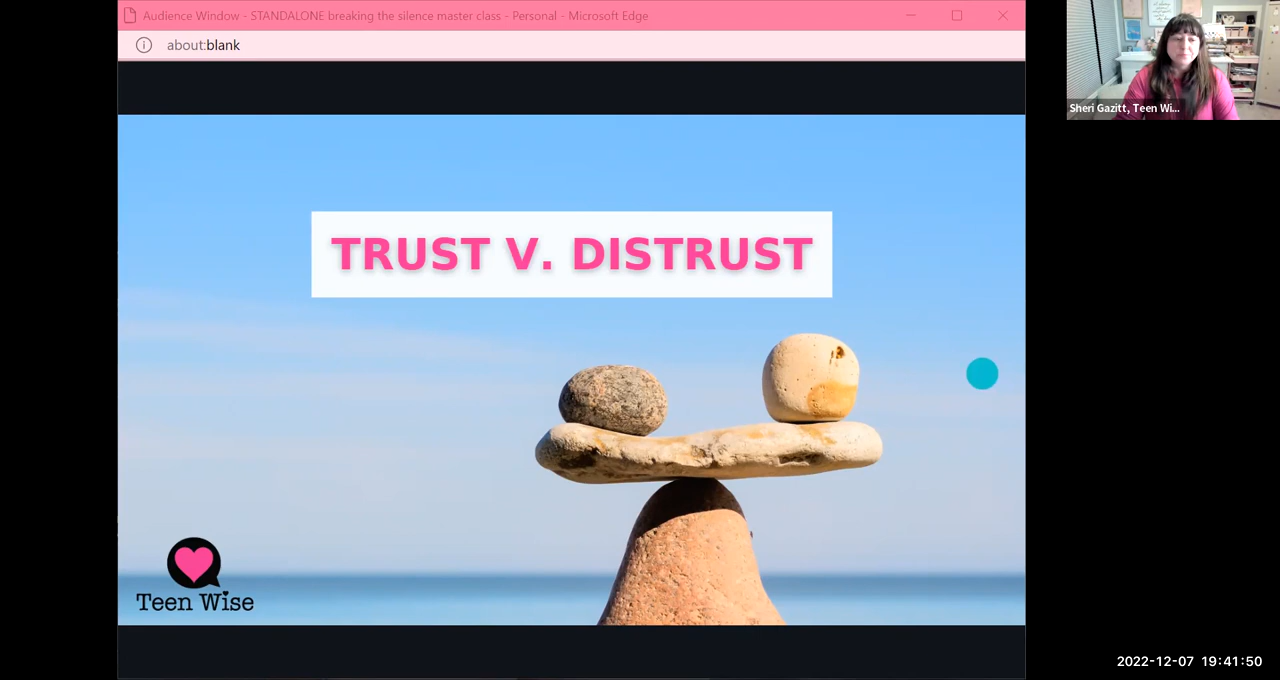 Audience Window - STANDALONE breaking the silence master class - Personal - Microsoft Edge
about:blank
Sheri Gazitt, Teen Wi...
TRUST V. DISTRUST
Teen Wise
2022-12-07 19:41:50